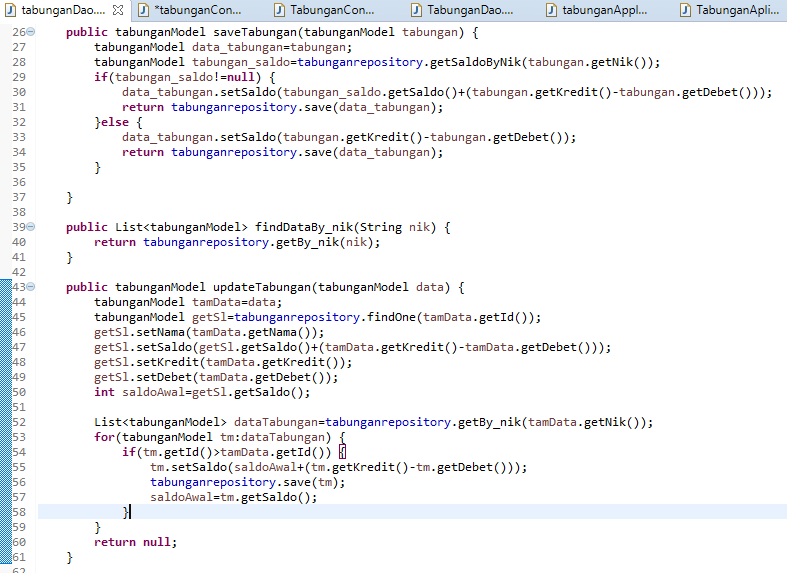 tabunganDao....
*tabunganCon...
TabunganCon...
TabunganDao....
tabunganAppl...
TabunganApli...
26 public tabunganModel saveTabungan(tabunganModel tabungan) {
27 tabunganModel data_tabungan=tabungan;
28 tabunganModel tabungan_saldo=tabunganrepository.getSaldoByNik(tabungan.getNik());
29 if(tabungan_saldo!=null) {
30 data_tabungan.setSaldo(tabungan_saldo.getSaldo()+(tabungan.getKredit()-tabungan.getDebet()));
31 return tabunganrepository.save(data_tabungan);
32 }else {
33 data_tabungan.setSaldo(tabungan.getKredit()-tabungan.getDebet());
34 return tabunganrepository.save(data_tabungan);
35 }
36
37 }
38
39 public List<tabunganModel> findDataBy_nik(String nik) {
40 return tabunganrepository.getBy_nik(nik);
41 }
42
43 public tabunganModel updateTabungan(tabunganModel data) {
44 tabunganModel tamData=data;
45 tabunganModel getSl=tabunganrepository.findOne(tamData.getId());
46 getSl.setNama(tamData.getNama());
47 getSl.setSaldo(getSl.getSaldo()+(tamData.getKredit()-tamData.getDebet()));
48 getSl.setKredit(tamData.getKredit());
49 getSl.setDebet(tamData.getDebet());
50 int saldoAwal=getSl.getSaldo();
51
52 List<tabunganModel> dataTabungan=tabunganrepository.getBy_nik(tamData.getNik());
53 for(tabunganModel tm:dataTabungan) {
54 if(tm.getId()>tamData.getId()) {
55 tm.setSaldo(saldoAwal+(tm.getKredit()-tm.getDebet()));
56 tabunganrepository.save(tm);
57 saldoAwal=tm.getSaldo();
58 }
59 }
60 return null;
61 }
62